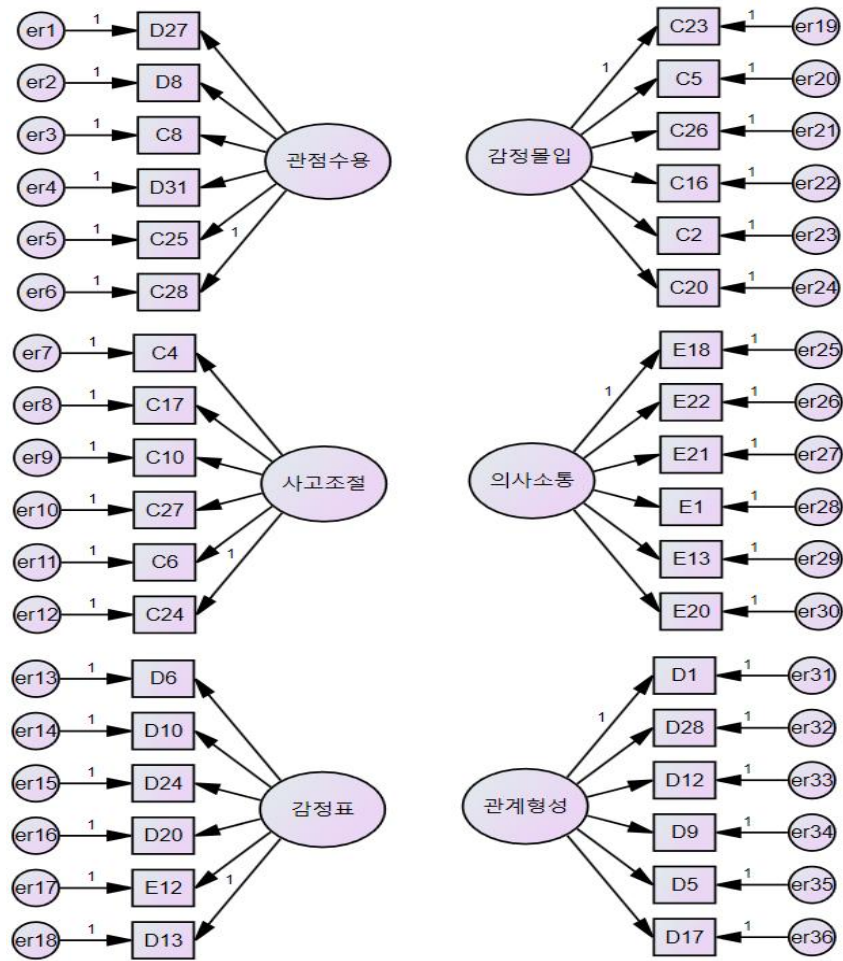 er1 1 D27
er2 1 D8
er3 1 C8
er4 1 D31
er5 1 C25
er6 1 C28
관점수용
1
er7 1 C4
er8 1 C17
er9 1 C10
er10 1 C27
er11 1 C6
er12 1 C24
사고조절
1
er13 1 D6
er14 1 D10
er15 1 D24
er16 1 D20
er17 1 E12
er18 1 D13
감정표
1
C23 1 er19
C5 1 er20
C26 1 er21
C16 1 er22
C2 1 er23
C20 1 er24
감정몰입
1
E18 1 er25
E22 1 er26
E21 1 er27
E1 1 er28
E13 1 er29
E20 1 er30
의사소통
1
D1 1 er31
D28 1 er32
D12 1 er33
D9 1 er34
D5 1 er35
D17 1 er36
관계형성
1